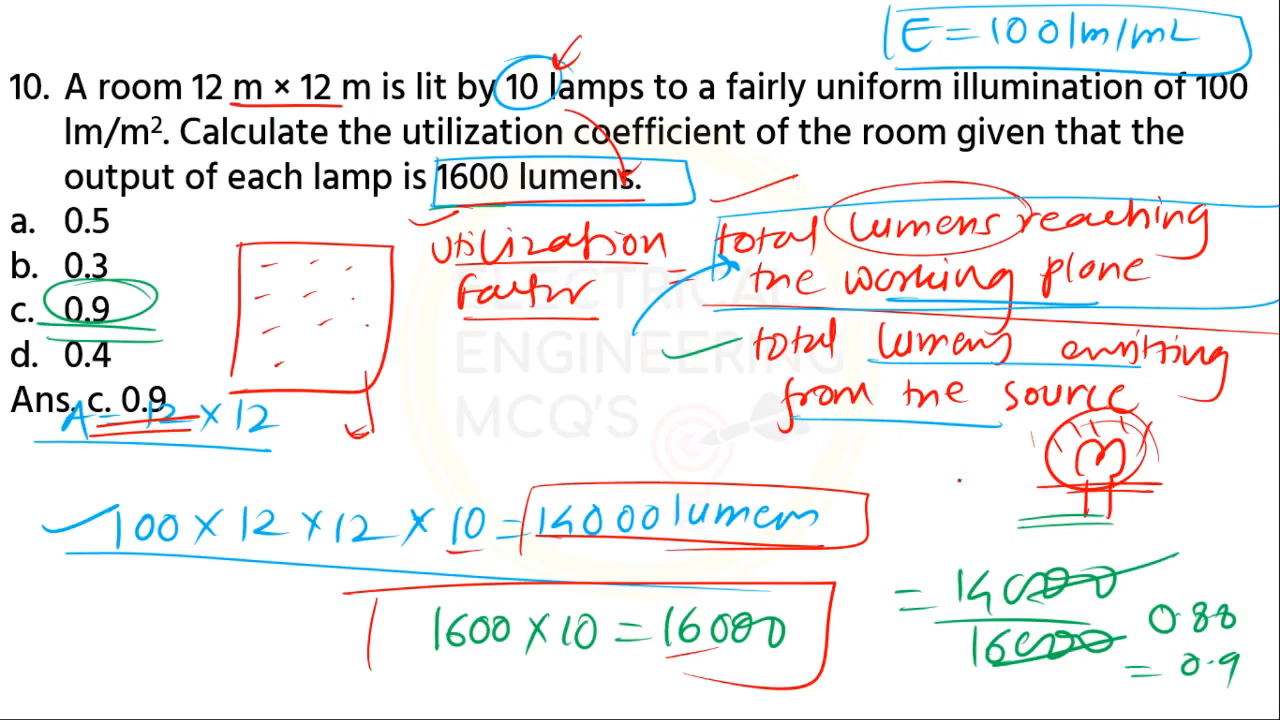 E = 100 lm/m2
10. A room 12 m × 12 m is lit by 10 lamps to a fairly uniform illumination of 100
lm/m². Calculate the utilization coefficient of the room given that the
output of each lamp is 1600 lumens.
a. 0.5
b. 0.3
c. 0.9
d. 0.4
Ans. c. 0.9
A = 12 × 12
utilization factor = total lumens reaching
the working plane
total lumens emitting
from the source
ELECTRICAL
ENGINEERING
MCQ'S
100 × 12 × 12 × 10 = 14000 lumens
1600 × 10 = 16000
= 14000
16000
0.88
= 0.9